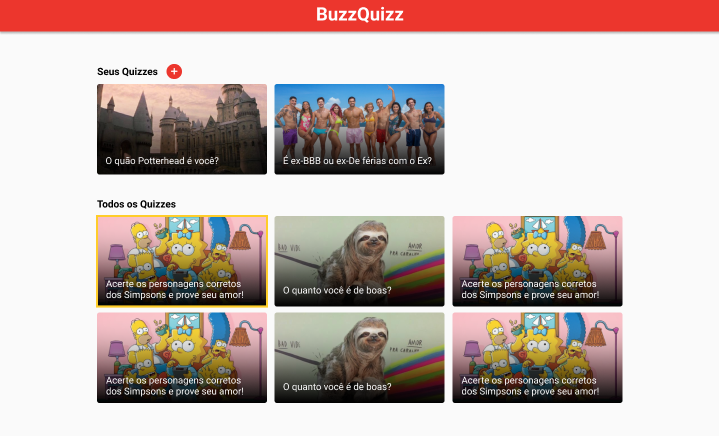 BuzzQuizz
Seus Quizzes +
O quão Potterhead é você?
É ex-BBB ou ex-De férias com o Ex?
Todos os Quizzes
Acerte os personagens corretos
dos Simpsons e prove seu amor!
BAD VIBE
AMOR
PRA CARALHO
O quanto você é de boas?
Acerte os personagens corretos
dos Simpsons e prove seu amor!
Acerte os personagens corretos
dos Simpsons e prove seu amor!
BAD VIBE
AMOR
PRA CARALHO
O quanto você é de boas?
Acerte os personagens corretos
dos Simpsons e prove seu amor!